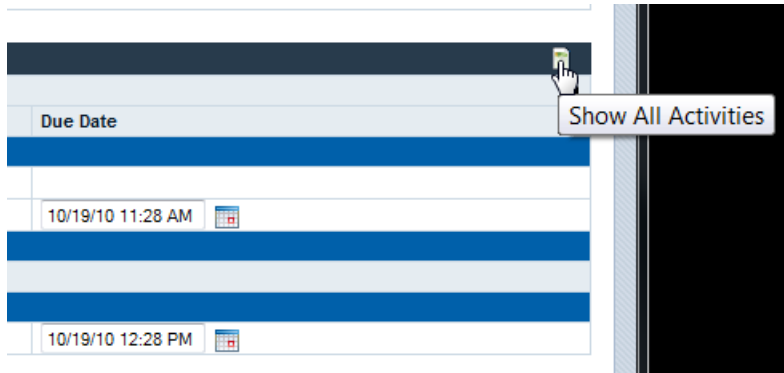 Due Date
Show All Activities
10/19/10 11:28 AM
10/19/10 12:28 PM